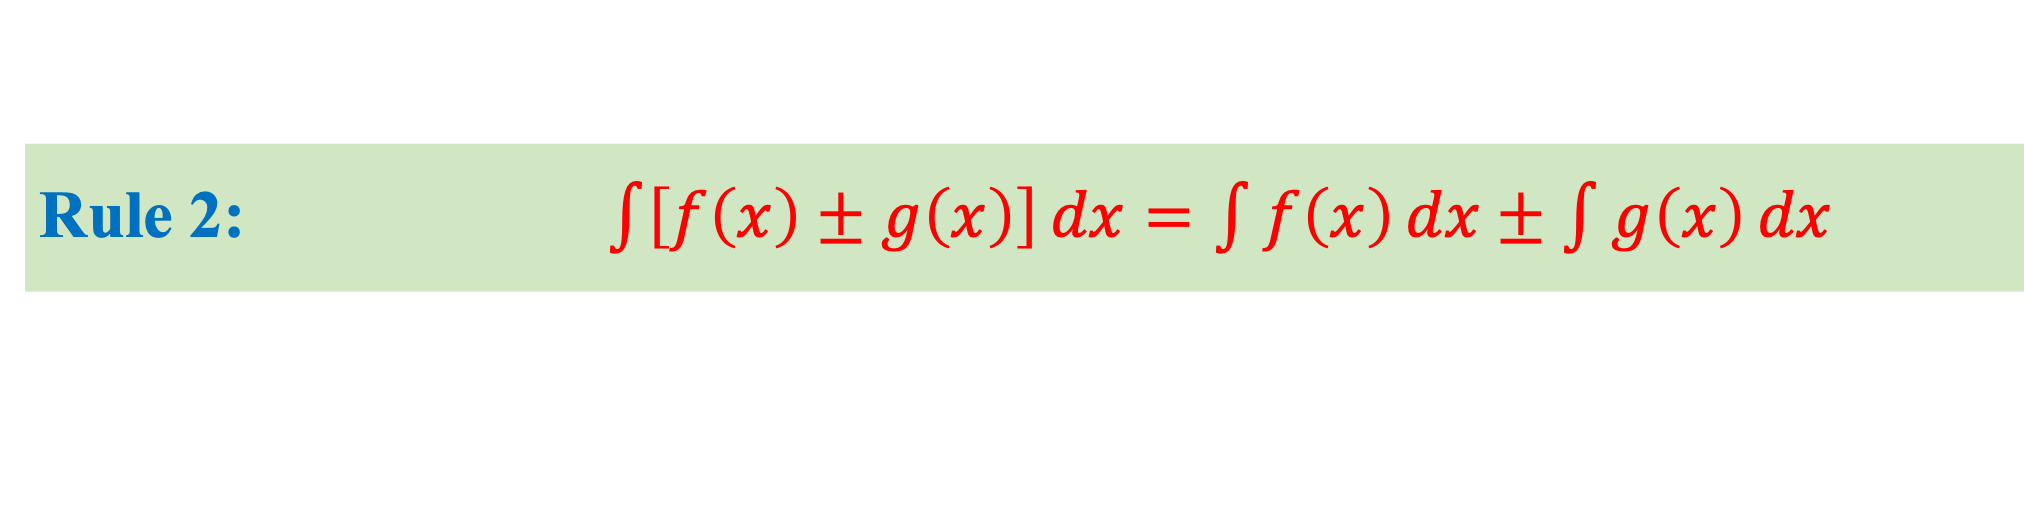 Rule 2: ∫[f(x) ± g(x)] dx = ∫ f(x) dx ± ∫ g(x) dx